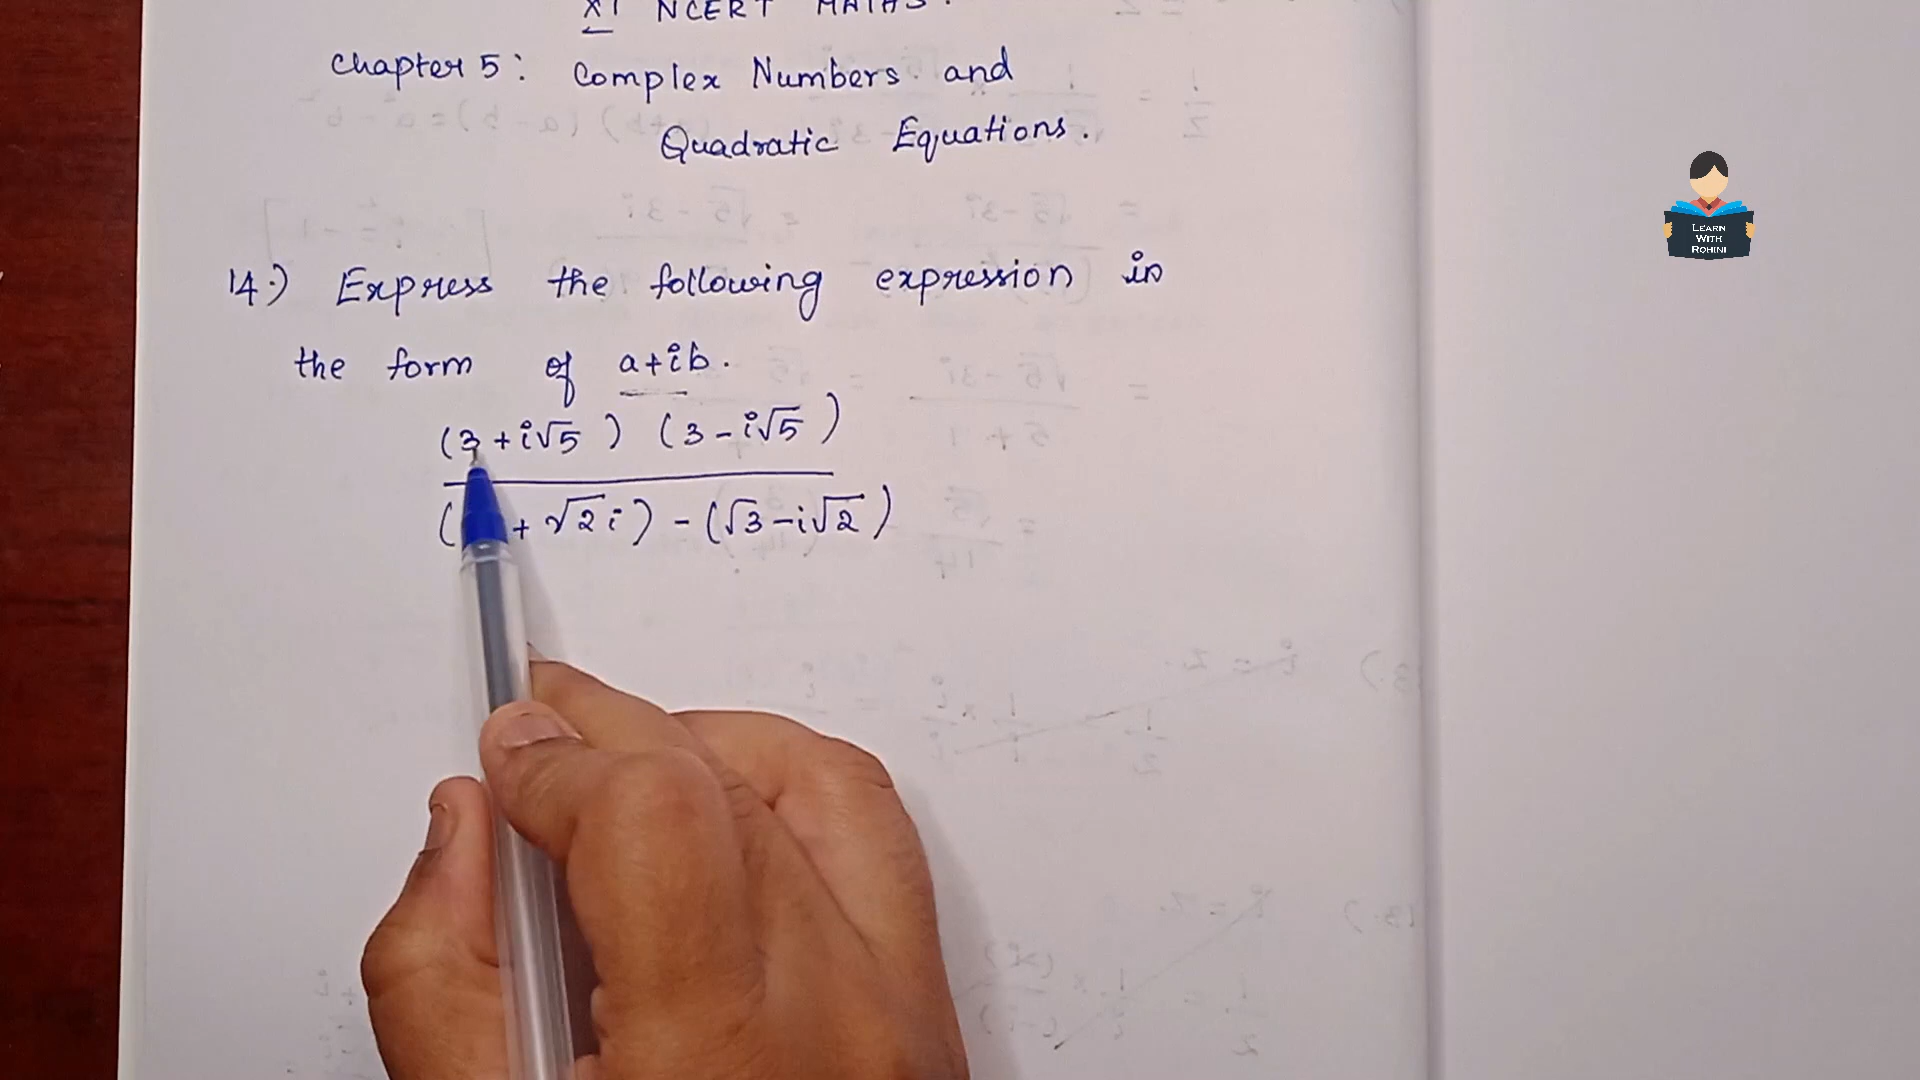 XI NCERT MATHS.
Chapter 5: Complex Numbers and
Quadratic Equations.
14.) Express the following expression in
the form of a+ib.
(3+i√5) (3-i√5)
( + √2i) - (√3-i√2)
LEARN
WITH
ROHINI